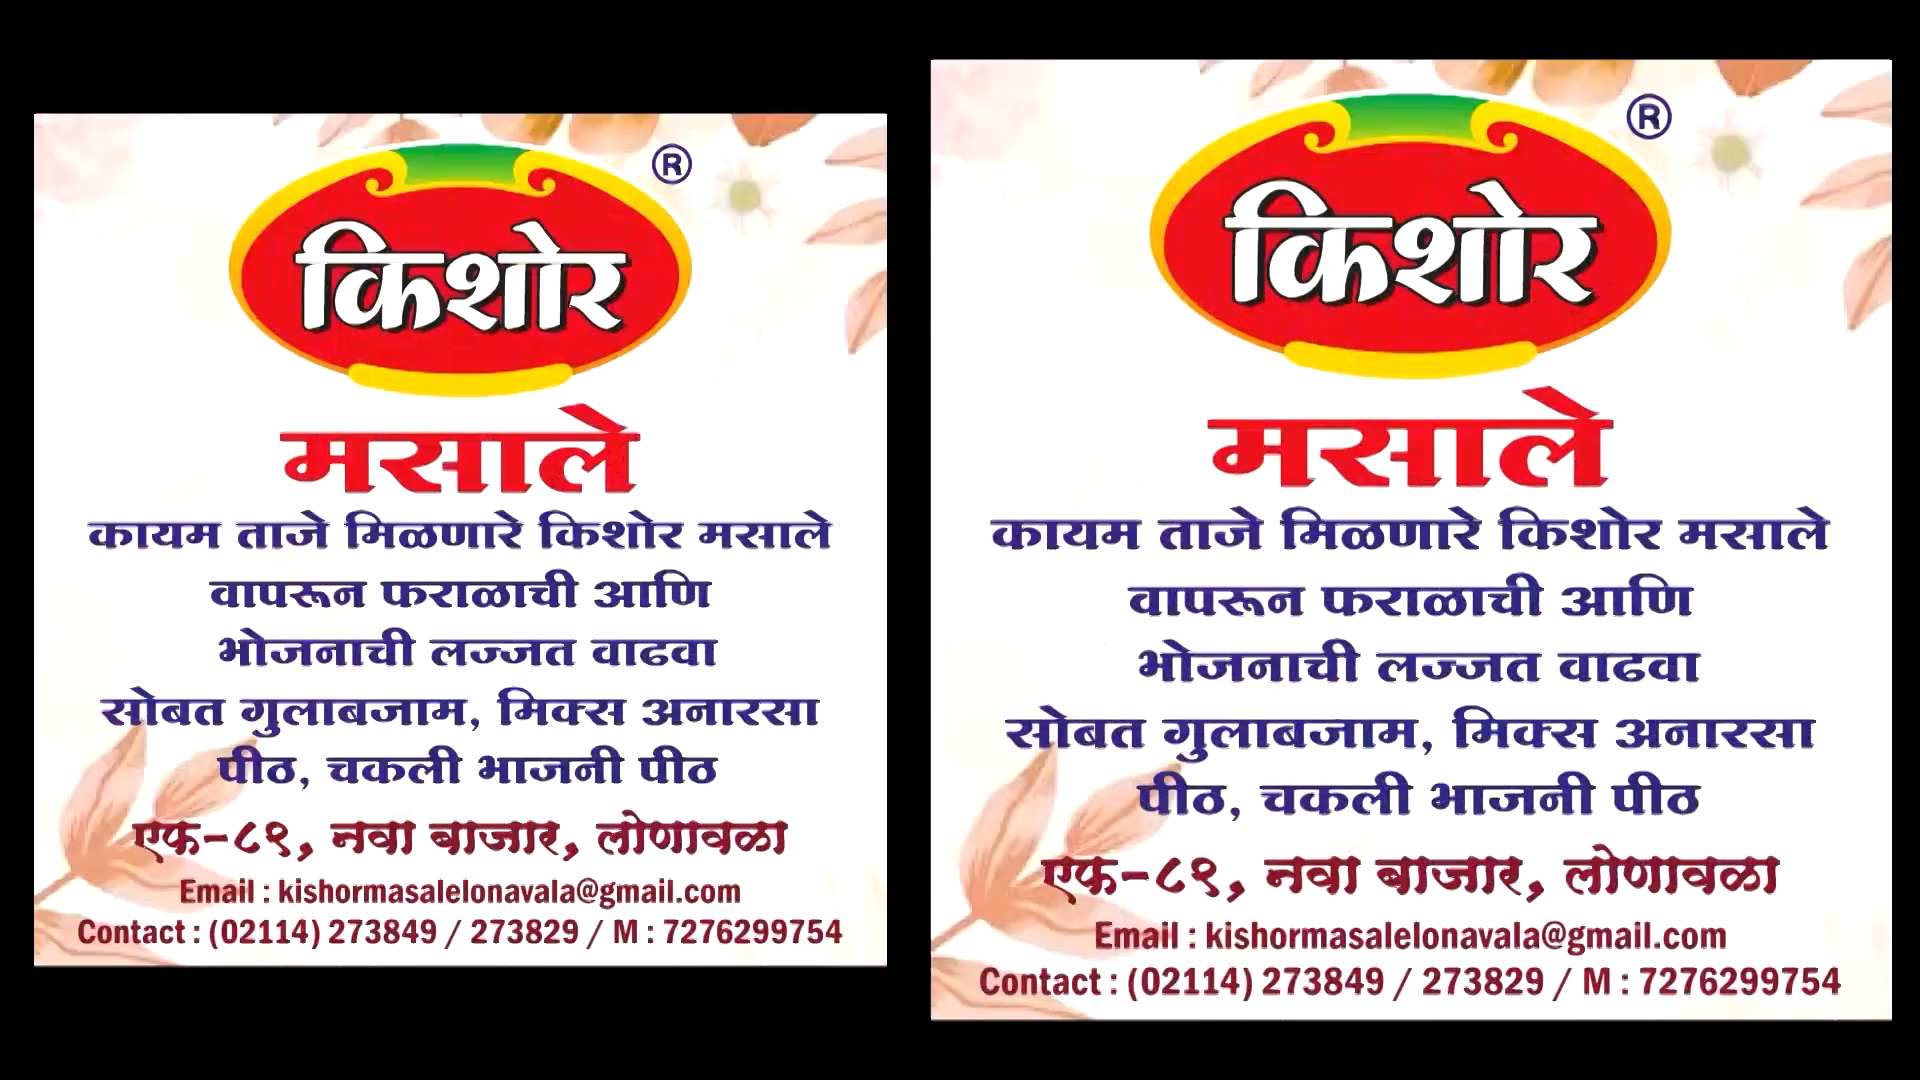 ®
किशोर
मसाले
कायम ताजे मिळणारे किशोर मसाले
वापरून फराळाची आणि
भोजनाची लज्जत वाढवा
सोबत गुलाबजाम, मिक्स अनारसा
पीठ, चकली भाजनी पीठ
एफ-८९, नवा बाजार, लोणावळा
Email : kishormasalelonavala@gmail.com
Contact : (02114) 273849 / 273829 / M : 7276299754
®
किशोर
मसाले
कायम ताजे मिळणारे किशोर मसाले
वापरून फराळाची आणि
भोजनाची लज्जत वाढवा
सोबत गुलाबजाम, मिक्स अनारसा
पीठ, चकली भाजनी पीठ
एफ-८९, नवा बाजार, लोणावळा
Email : kishormasalelonavala@gmail.com
Contact : (02114) 273849 / 273829 / M : 7276299754